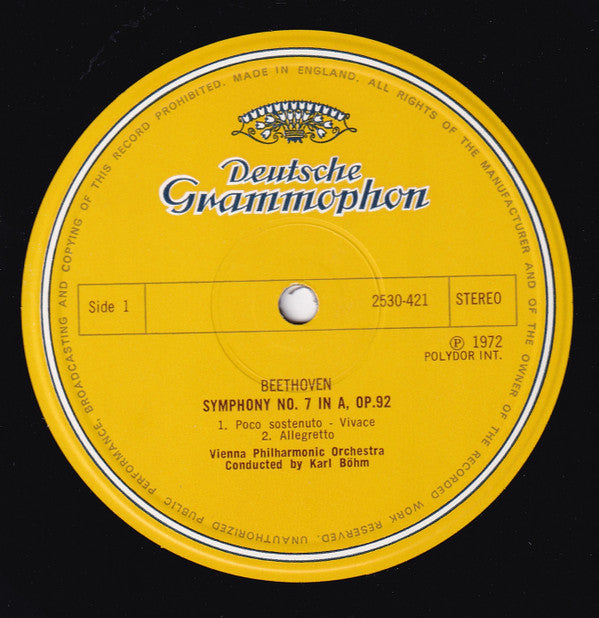 Deutsche
Grammophon
Side 1
2530-421
STEREO
℗ 1972
POLYDOR INT.
BEETHOVEN
SYMPHONY NO. 7 IN A, OP.92
1. Poco sostenuto - Vivace
2. Allegretto
Vienna Philharmonic Orchestra
Conducted by Karl Böhm
MADE IN ENGLAND. ALL RIGHTS OF THE MANUFACTURER AND OF THE OWNER OF THE RECORDED WORK RESERVED. UNAUTHORIZED PUBLIC PERFORMANCE, BROADCASTING AND COPYING OF THIS RECORD PROHIBITED.